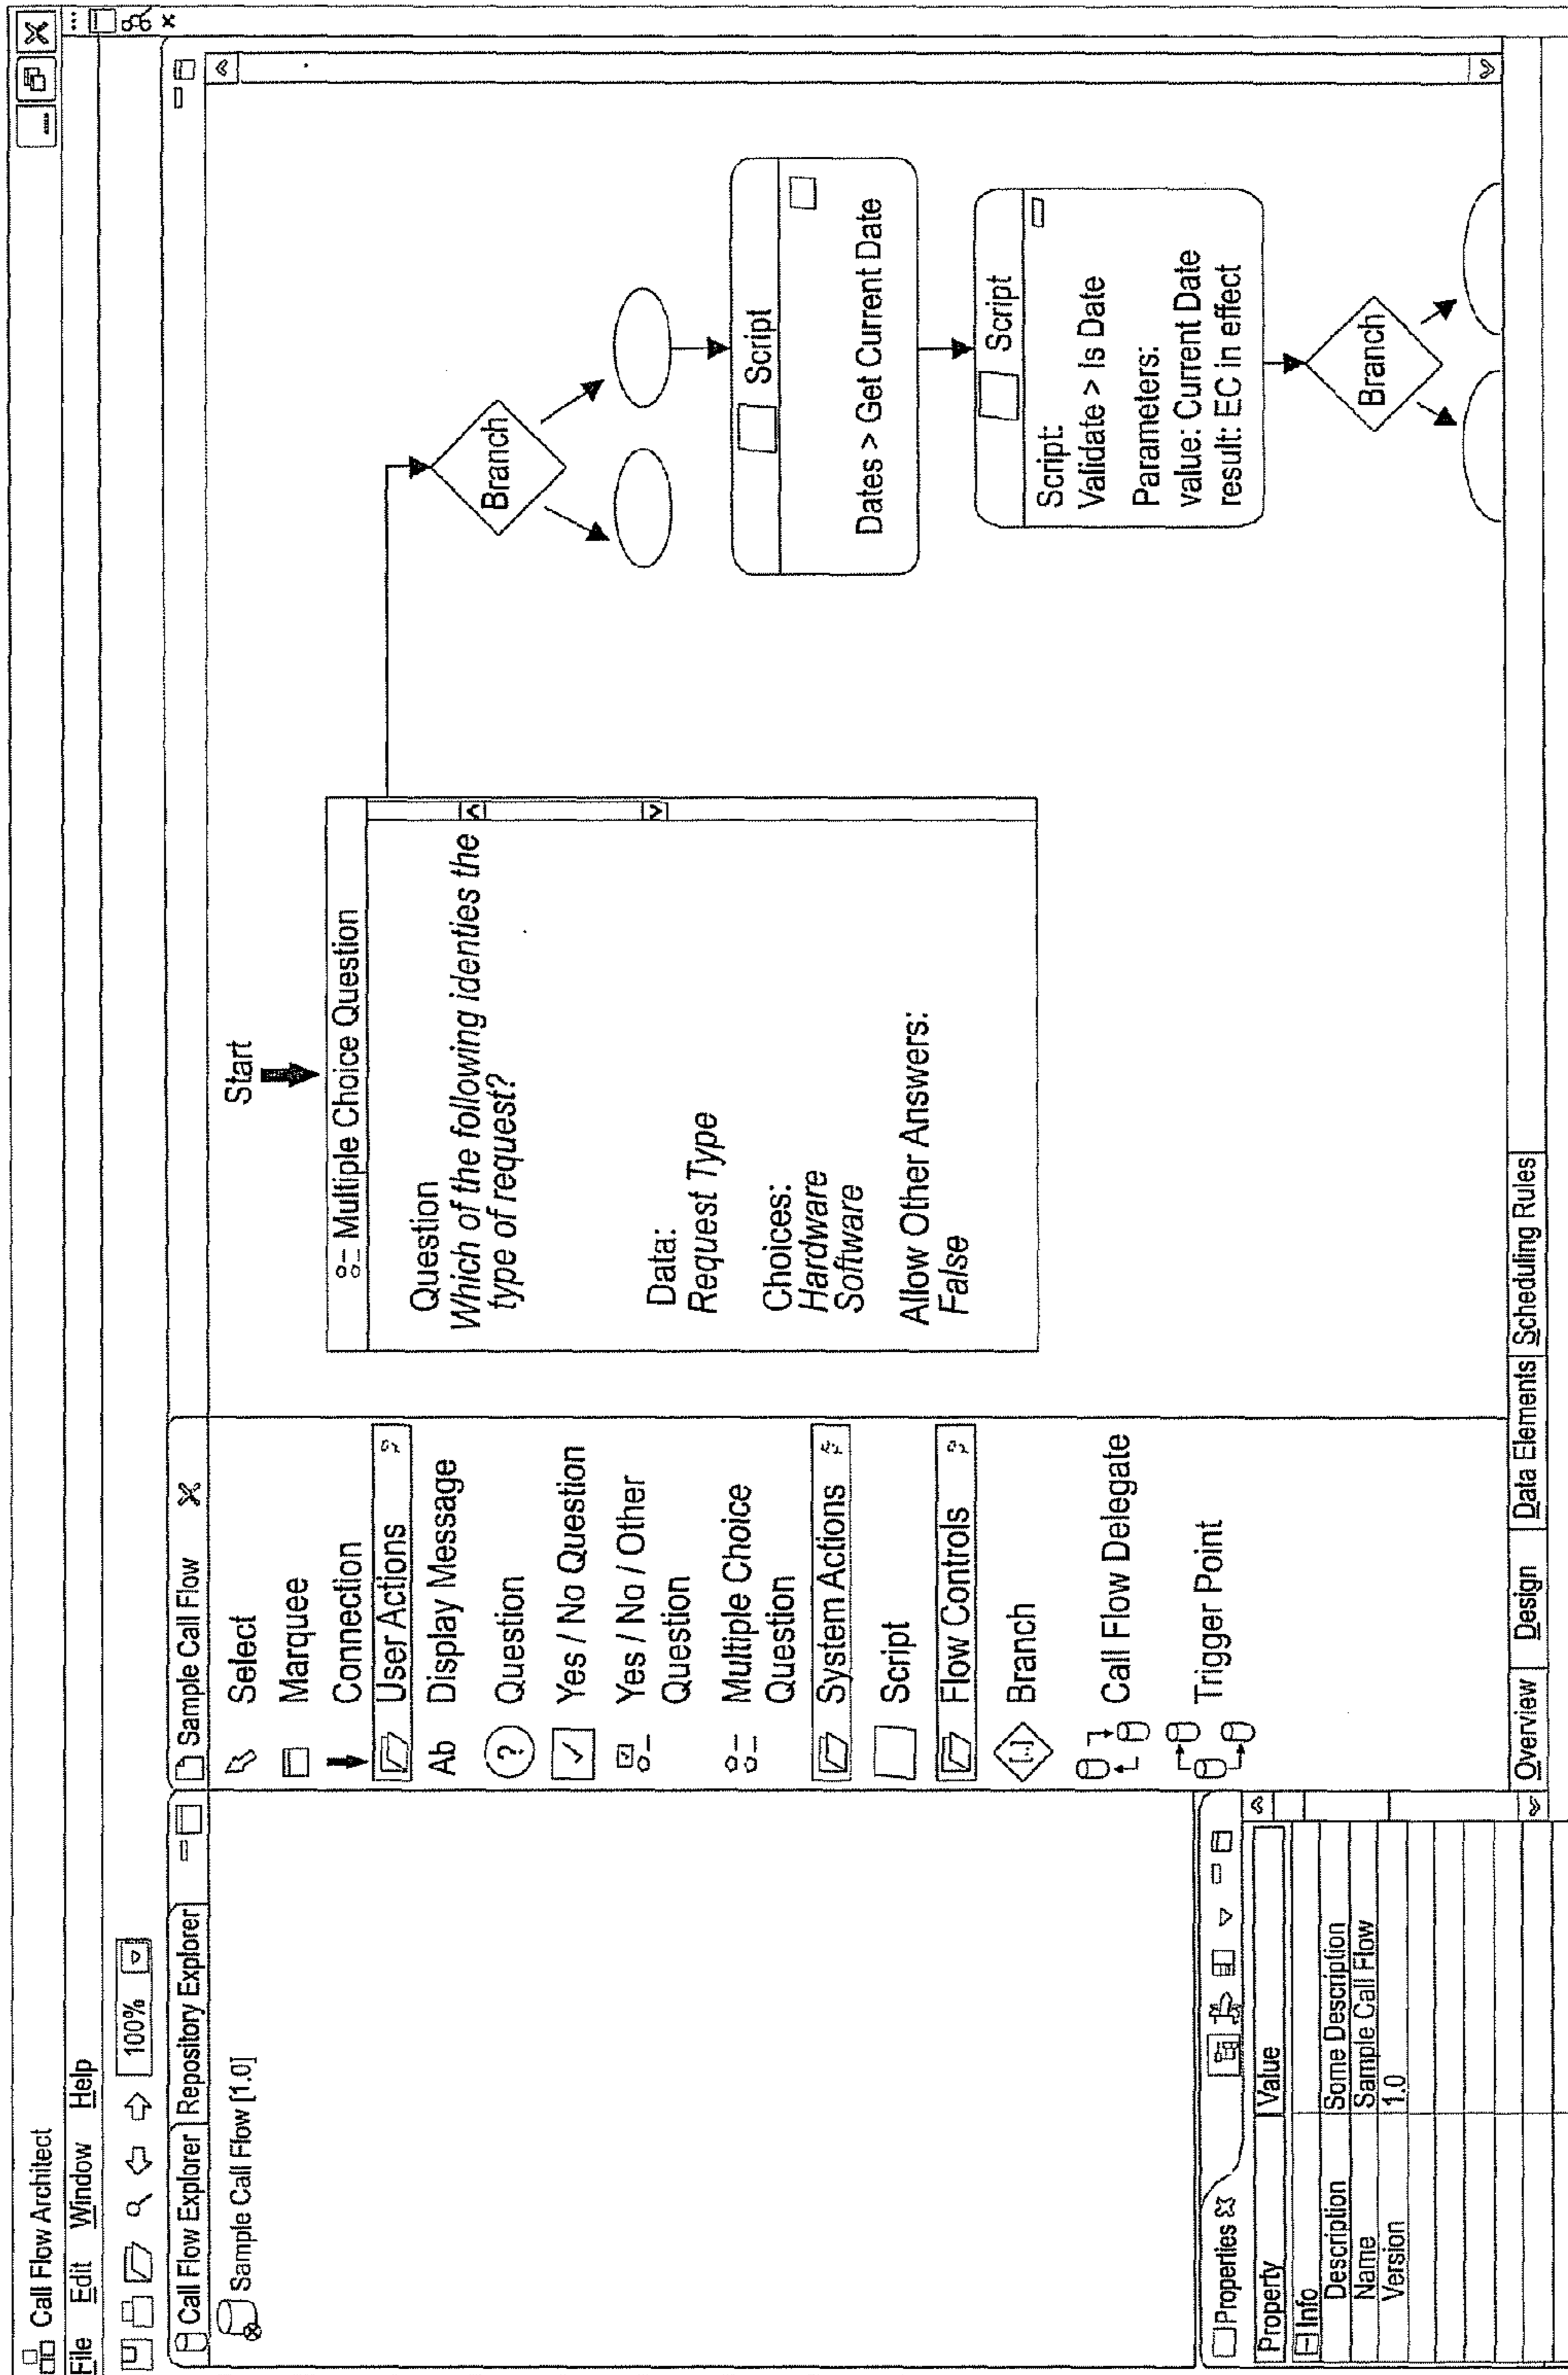 Call Flow Architect
File Edit Window Help
100%
Call Flow Explorer Repository Explorer
Sample Call Flow [1.0]
Properties
Property Value
Info
Description Some Description
Name Sample Call Flow
Version 1.0
Sample Call Flow
Select
Marquee
Connection
User Actions
Ab Display Message
? Question
Yes / No Question
Yes / No / Other
Question
Multiple Choice
Question
System Actions
Script
Flow Controls
Branch
Call Flow Delegate
Trigger Point
Start
Multiple Choice Question
Question
Which of the following identies the
type of request?
Data:
Request Type
Choices:
Hardware
Software
Allow Other Answers:
False
Branch
Script
Dates > Get Current Date
Script
Script:
Validate > Is Date
Parameters:
value: Current Date
result: EC in effect
Branch
Overview Design Data Elements Scheduling Rules